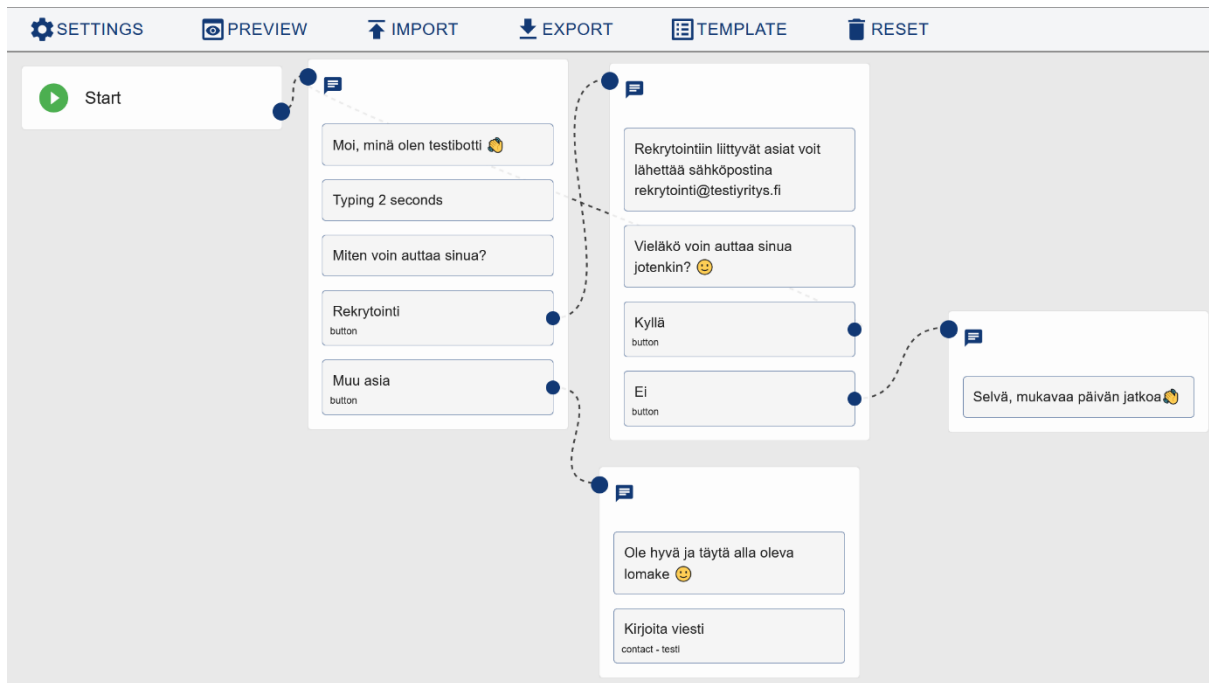 SETTINGS
PREVIEW
IMPORT
EXPORT
TEMPLATE
RESET
Start
Moi, minä olen testibotti 👏
Typing 2 seconds
Miten voin auttaa sinua?
Rekrytointi
button
Muu asia
button
Rekrytointiin liittyvät asiat voit
lähettää sähköpostina
rekrytointi@testiyritys.fi
Vieläkö voin auttaa sinua
jotenkin? 🙂
Kyllä
button
Ei
button
Selvä, mukavaa päivän jatkoa👏
Ole hyvä ja täytä alla oleva
lomake 🙂
Kirjoita viesti
contact - testi